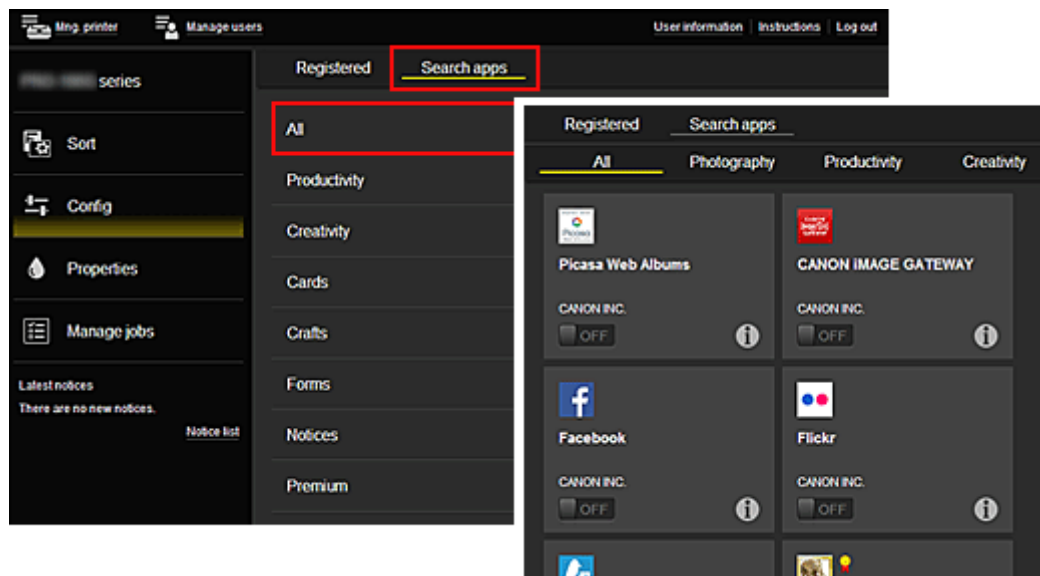 Mng. printer
Manage users
User information
Instructions
Log out
series
Sort
Config
Properties
Manage jobs
Latest notices
There are no new notices.
Notice list
Registered
Search apps
All
Productivity
Creativity
Cards
Crafts
Forms
Notices
Premium
Registered
Search apps
All
Photography
Productivity
Creativity
Picasa
Picasa Web Albums
CANON INC.
OFF
CANON iMAGE GATEWAY
CANON INC.
OFF
Facebook
CANON INC.
OFF
Flickr
CANON INC.
OFF